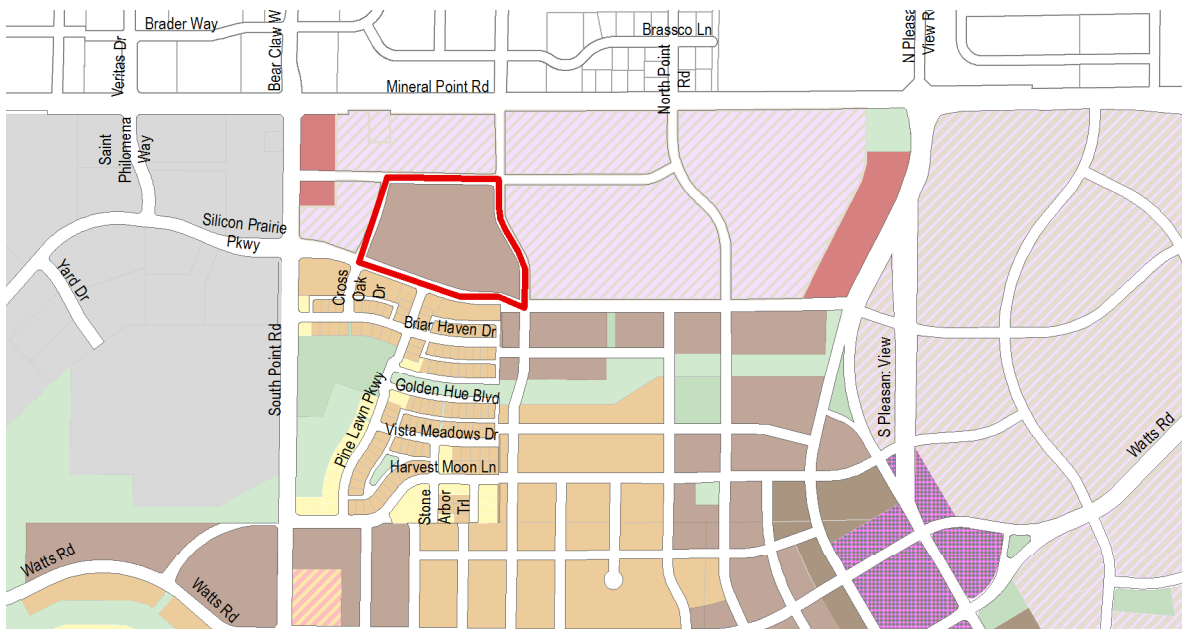 Brader Way
Veritas Dr
Bear Claw W
Brassco Ln
N Pleasa
View R
Mineral Point Rd
North Point
Rd
Saint
Philomena
Way
Silicon Prairie
Pkwy
Yard Dr
Cross
Oak
Dr
South Point Rd
Briar Haven Dr
S Pleasant View
Golden Hue Blvd
Pine Lawn Pkwy
Vista Meadows Dr
Watts Rd
Harvest Moon Ln
Stone
Arbor
Trl
Watts Rd
Watts Rd